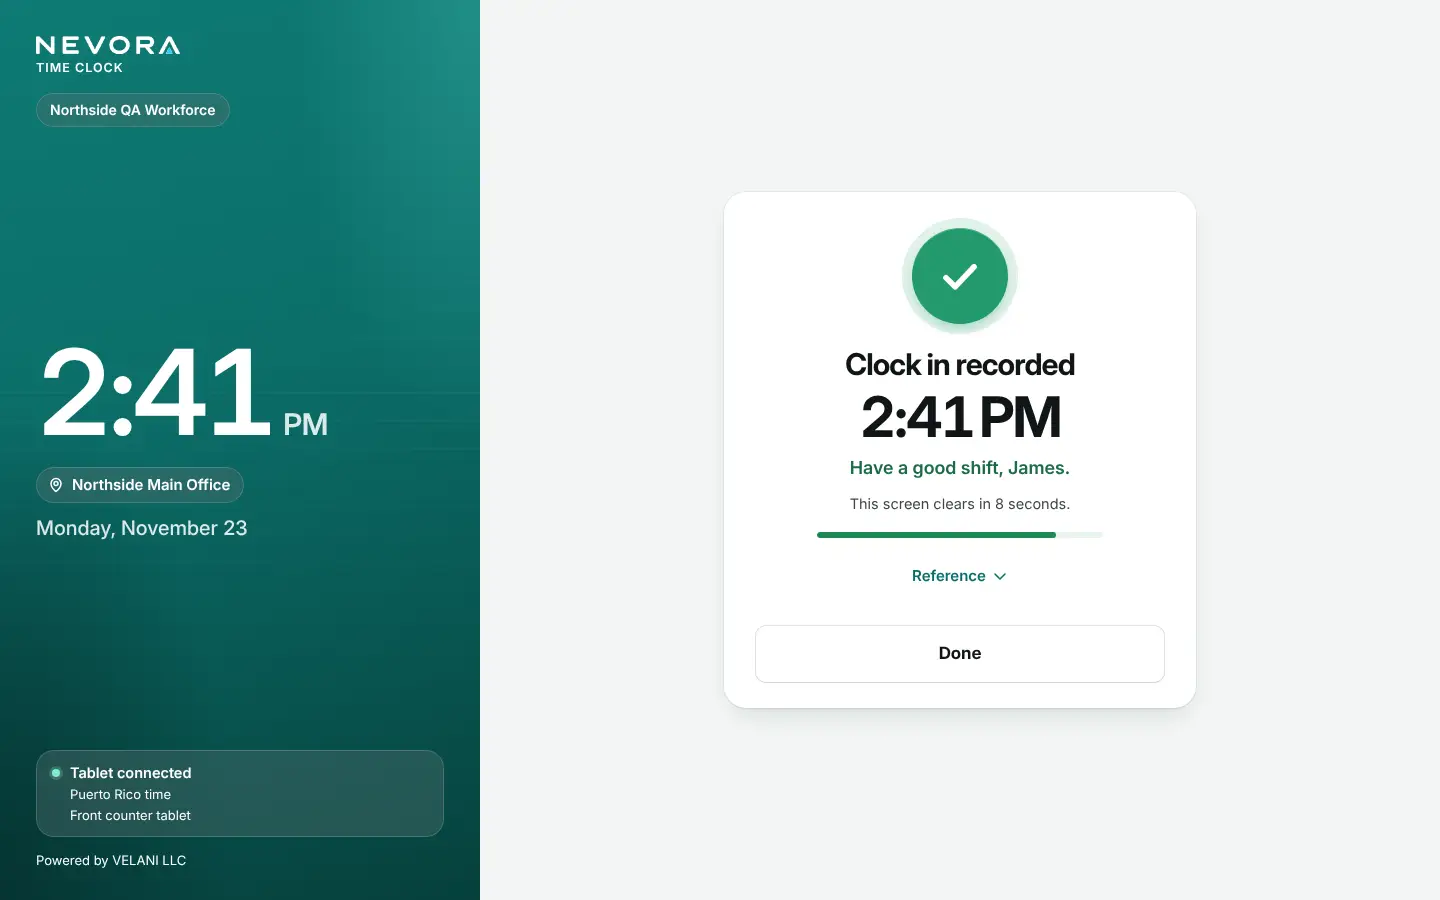 NEVORA
TIME CLOCK
Northside QA Workforce
2:41 PM
Northside Main Office
Monday, November 23
Tablet connected
Puerto Rico time
Front counter tablet
Powered by VELANI LLC
Clock in recorded
2:41 PM
Have a good shift, James.
This screen clears in 8 seconds.
Reference
Done